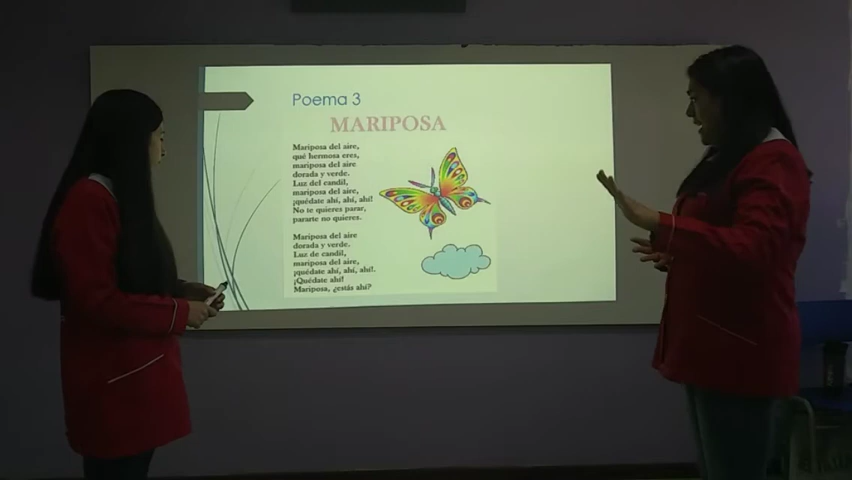 Poema 3
MARIPOSA
Mariposa del aire,
qué hermosa eres,
mariposa del aire
dorada y verde.
Luz del candil,
mariposa del aire,
¡quédate ahí, ahí, ahí!
No te quieres parar,
pararte no quieres.
Mariposa del aire
dorada y verde.
Luz de candil,
mariposa del aire,
¡quédate ahí, ahí, ahí!.
¡Quédate ahí!
Mariposa, ¿estás ahí?